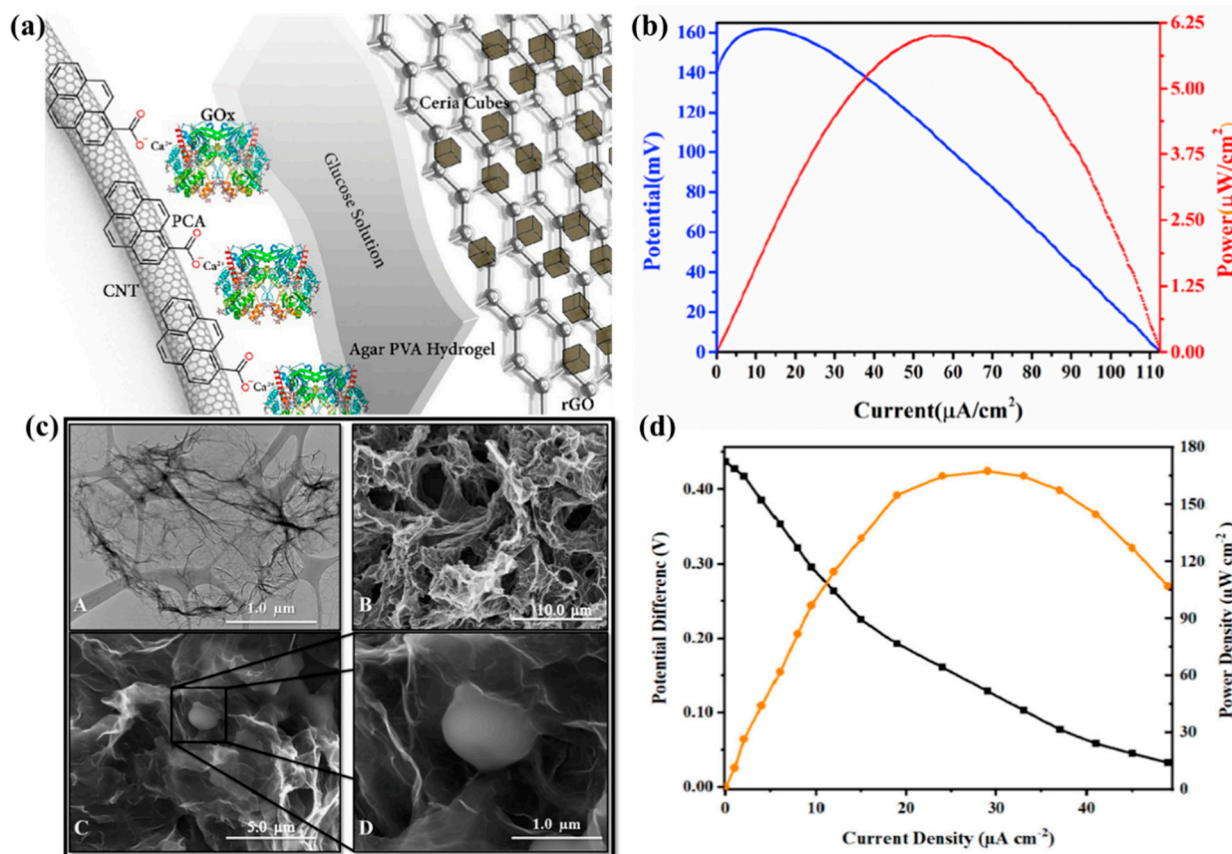 (a)
GOx
Ca²⁺
PCA
Ca²⁺
CNT
Ca²⁺
Glucose Solution
Agar PVA Hydrogel
Ceria Cubes
rGO
O
O⁻
O
O⁻
O
O⁻
(b)
160
140
120
100
80
60
40
20
0
Potential(mV)
0 10 20 30 40 50 60 70 80 90 100 110
Current(μA/cm²)
6.25
5.00
3.75
2.50
1.25
0.00
Power(μW/cm²)
(c)
A
1.0 μm
B
10.0 μm
C
5.0 μm
D
1.0 μm
(d)
0.40
0.30
0.20
0.10
0.00
Potential Differenc (V)
0 10 20 30 40
Current Density (μA cm⁻²)
180
150
120
90
60
30
0
Power Density (μW cm⁻²)